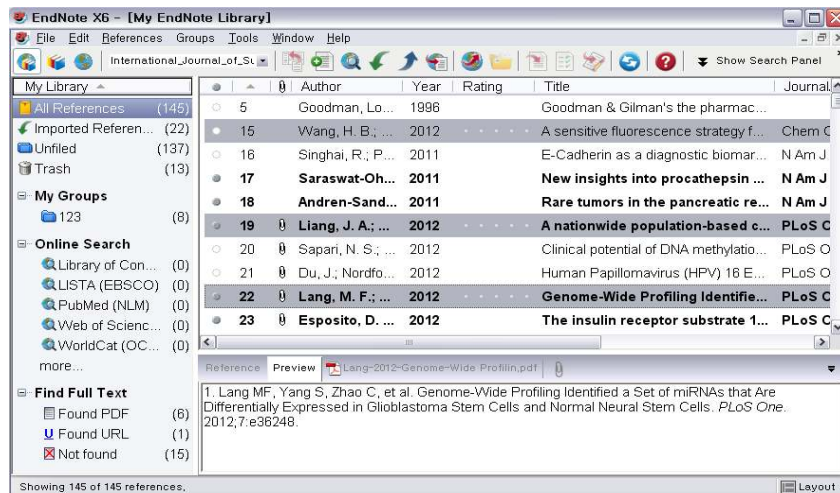 EndNote X6 - [My EndNote Library]
File Edit References Groups Tools Window Help
International_Journal_of_Su Show Search Panel
My Library
All References (145)
Imported Referen... (22)
Unfiled (137)
Trash (13)
My Groups
123 (8)
Online Search
Library of Con... (0)
LISTA (EBSCO) (0)
PubMed (NLM) (0)
Web of Scienc... (0)
WorldCat (OC... (0)
more...
Find Full Text
Found PDF (6)
Found URL (1)
Not found (15)
Author Year Rating Title Journal
5 Goodman, Lo... 1996 Goodman & Gilman's the pharmac...
15 Wang, H. B.; ... 2012 A sensitive fluorescence strategy f... Chem C
16 Singhai, R.; P... 2011 E-Cadherin as a diagnostic biomar... N Am J
17 Saraswat-Oh... 2011 New insights into procathepsin ... N Am J
18 Andren-Sand... 2011 Rare tumors in the pancreatic re... N Am J
19 Liang, J. A.; ... 2012 A nationwide population-based c... PLoS O
20 Sapari, N. S.; ... 2012 Clinical potential of DNA methylatio... PLoS O
21 Du, J.; Nordfo... 2012 Human Papillomavirus (HPV) 16 E... PLoS O
22 Lang, M. F.; ... 2012 Genome-Wide Profiling Identifie... PLoS C
23 Esposito, D. ... 2012 The insulin receptor substrate 1... PLoS C
Reference Preview Lang-2012-Genome-Wide Profilin.pdf
1. Lang MF, Yang S, Zhao C, et al. Genome-Wide Profiling Identified a Set of miRNAs that Are
Differentially Expressed in Glioblastoma Stem Cells and Normal Neural Stem Cells. PLoS One.
2012;7:e36248.
Showing 145 of 145 references.
Layout